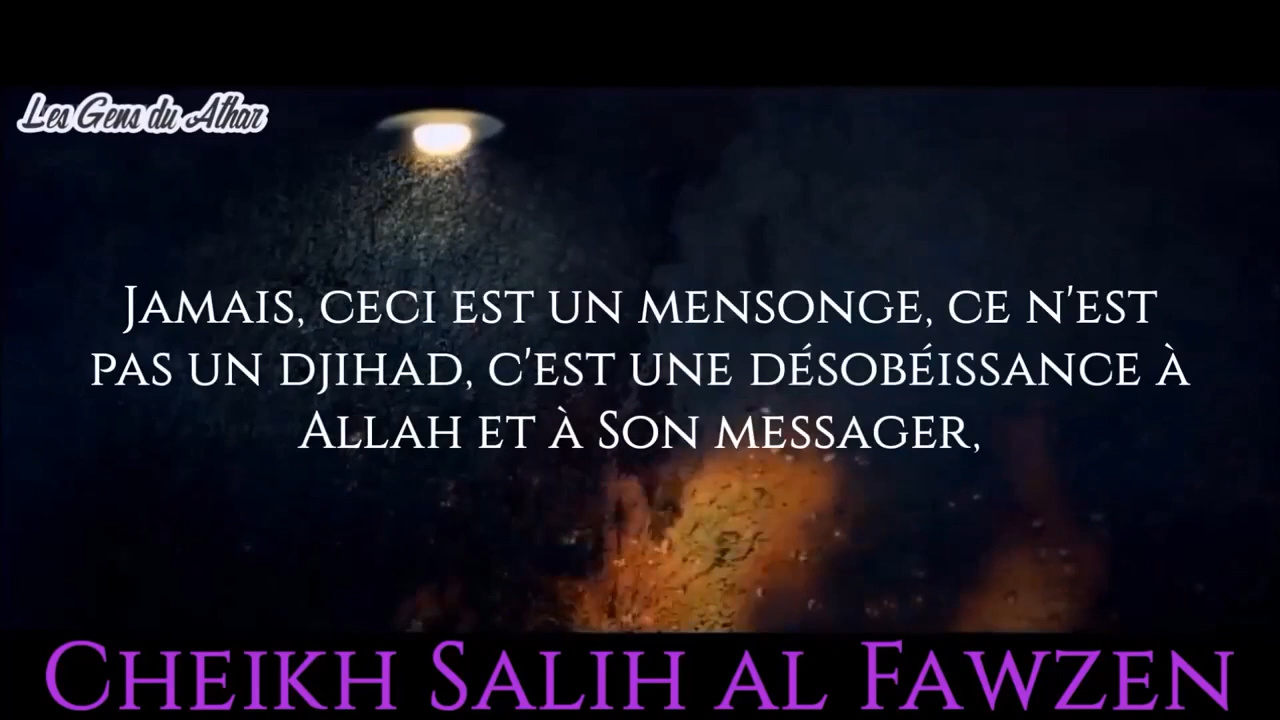 Les Gens du Athar
Jamais, ceci est un mensonge, ce n'est
pas un djihad, c'est une désobéissance à
Allah et à Son messager,
Cheikh Salih al Fawzen